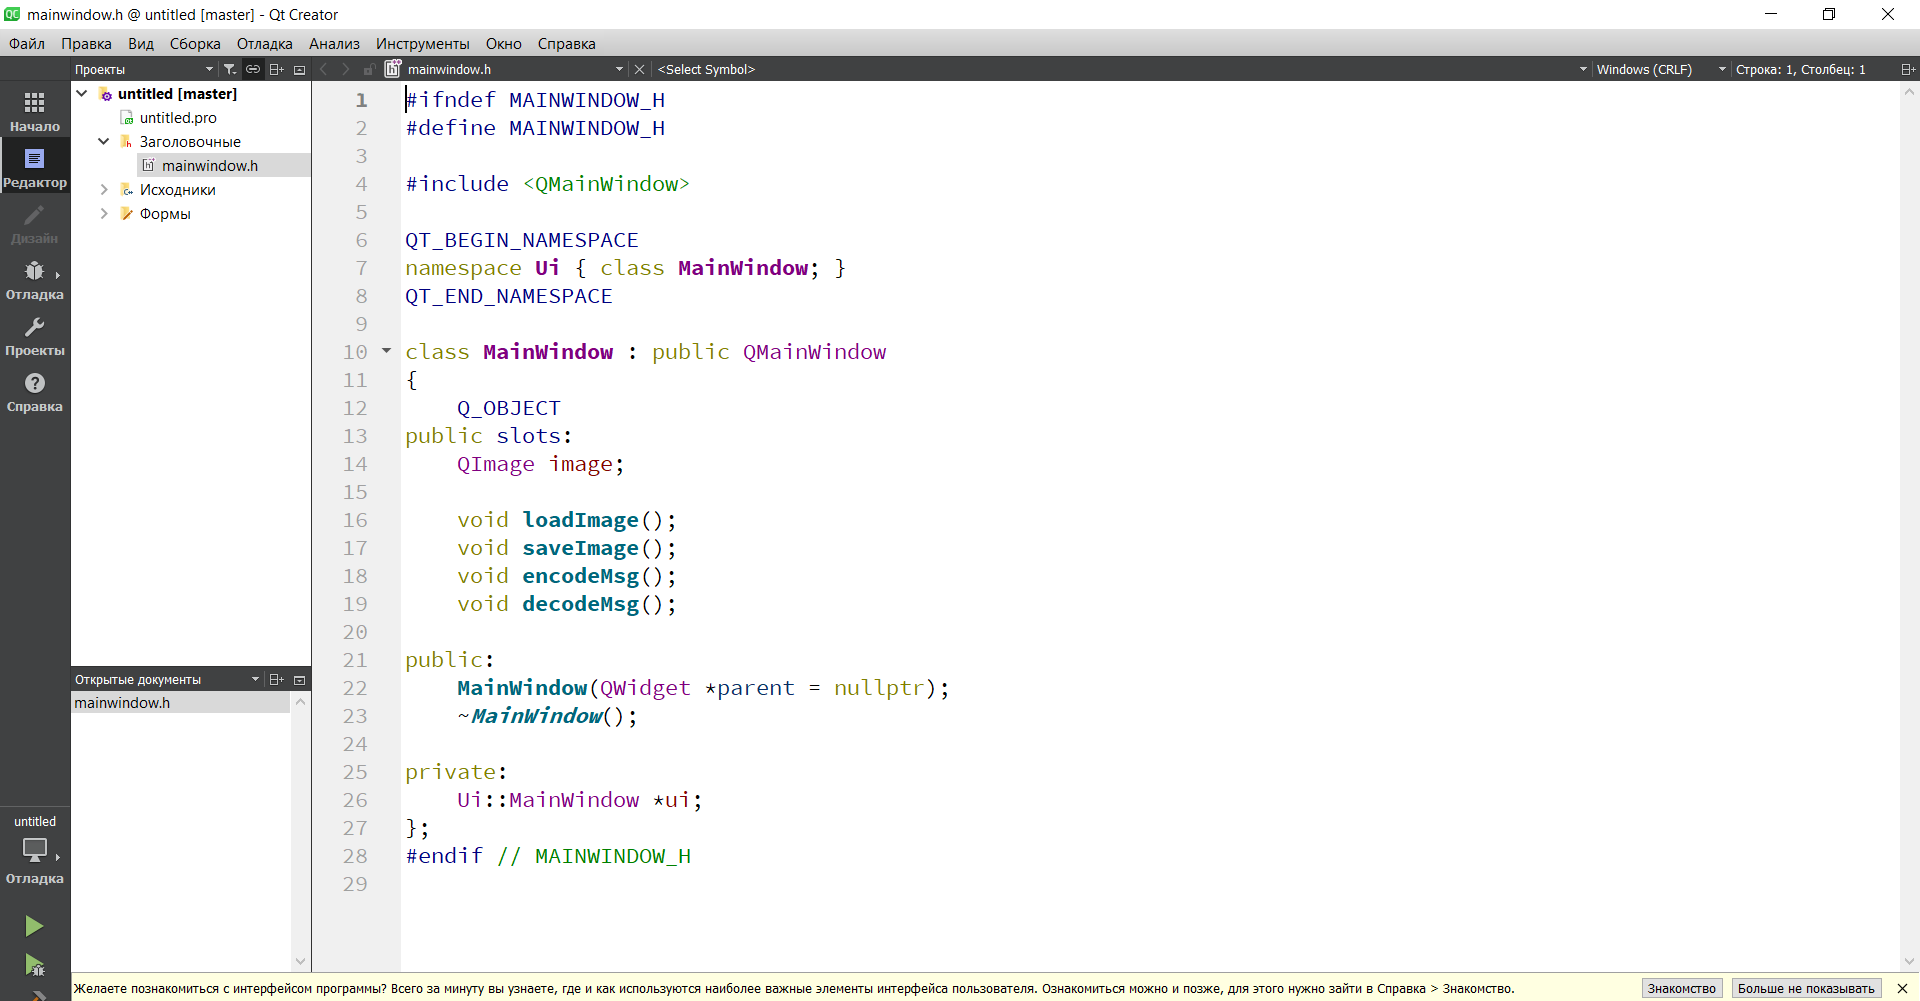 mainwindow.h @ untitled [master] - Qt Creator
Файл Правка Вид Сборка Отладка Анализ Инструменты Окно Справка
Проекты
mainwindow.h
<Select Symbol>
Windows (CRLF)
Строка: 1, Столбец: 1
Начало
Редактор
Дизайн
Отладка
Проекты
Справка
untitled
Отладка
untitled [master]
untitled.pro
Заголовочные
mainwindow.h
Исходники
Формы
Открытые документы
mainwindow.h
1 #ifndef MAINWINDOW_H
2 #define MAINWINDOW_H
3
4 #include <QMainWindow>
5
6 QT_BEGIN_NAMESPACE
7 namespace Ui { class MainWindow; }
8 QT_END_NAMESPACE
9
10 class MainWindow : public QMainWindow
11 {
12     Q_OBJECT
13 public slots:
14     QImage image;
15
16     void loadImage();
17     void saveImage();
18     void encodeMsg();
19     void decodeMsg();
20
21 public:
22     MainWindow(QWidget *parent = nullptr);
23     ~MainWindow();
24
25 private:
26     Ui::MainWindow *ui;
27 };
28 #endif // MAINWINDOW_H
29
Желаете познакомиться с интерфейсом программы? Всего за минуту вы узнаете, где и как используются наиболее важные элементы интерфейса пользователя. Ознакомиться можно и позже, для этого нужно зайти в Справка > Знакомство.
Знакомство
Больше не показывать